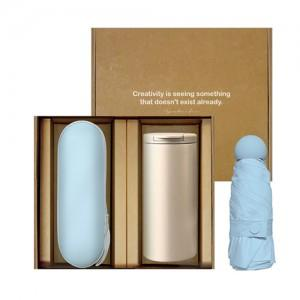 Creativity is seeing something
that doesn't exist already.